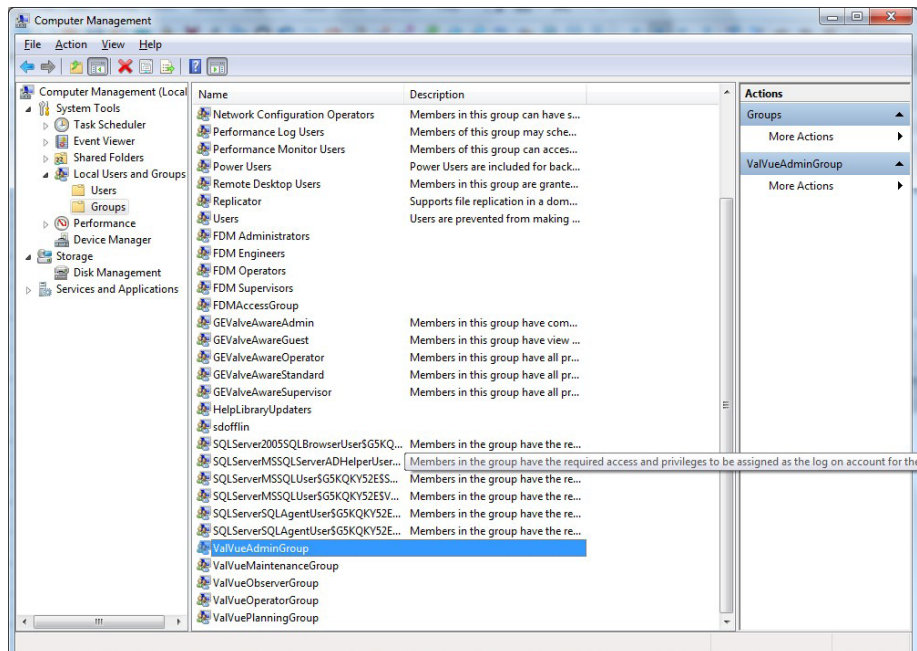 Computer Management
File Action View Help
Computer Management (Local
System Tools
Task Scheduler
Event Viewer
Shared Folders
Local Users and Groups
Users
Groups
Performance
Device Manager
Storage
Disk Management
Services and Applications
Name Description
Network Configuration Operators Members in this group can have s...
Performance Log Users Members of this group may sche...
Performance Monitor Users Members of this group can acces...
Power Users Power Users are included for back...
Remote Desktop Users Members in this group are grante...
Replicator Supports file replication in a dom...
Users Users are prevented from making ...
FDM Administrators
FDM Engineers
FDM Operators
FDM Supervisors
FDMAccessGroup
GEValveAwareAdmin Members in this group have com...
GEValveAwareGuest Members in this group have view ...
GEValveAwareOperator Members in this group have all pr...
GEValveAwareStandard Members in this group have all pr...
GEValveAwareSupervisor Members in this group have all pr...
HelpLibraryUpdaters
sdofflin
SQLServer2005SQLBrowserUser$G5KQ... Members in the group have the re...
SQLServerMSSQLServerADHelperUser... Members in the group have the required access and privileges to be assigned as the log on account for the
SQLServerMSSQLUser$G5KQKY52E$S... Members in the group have the re...
SQLServerMSSQLUser$G5KQKY52E$V... Members in the group have the re...
SQLServerSQLAgentUser$G5KQKY52E... Members in the group have the re...
SQLServerSQLAgentUser$G5KQKY52E... Members in the group have the re...
ValVueAdminGroup
ValVueMaintenanceGroup
ValVueObserverGroup
ValVueOperatorGroup
ValVuePlanningGroup
Actions
Groups
More Actions
ValVueAdminGroup
More Actions